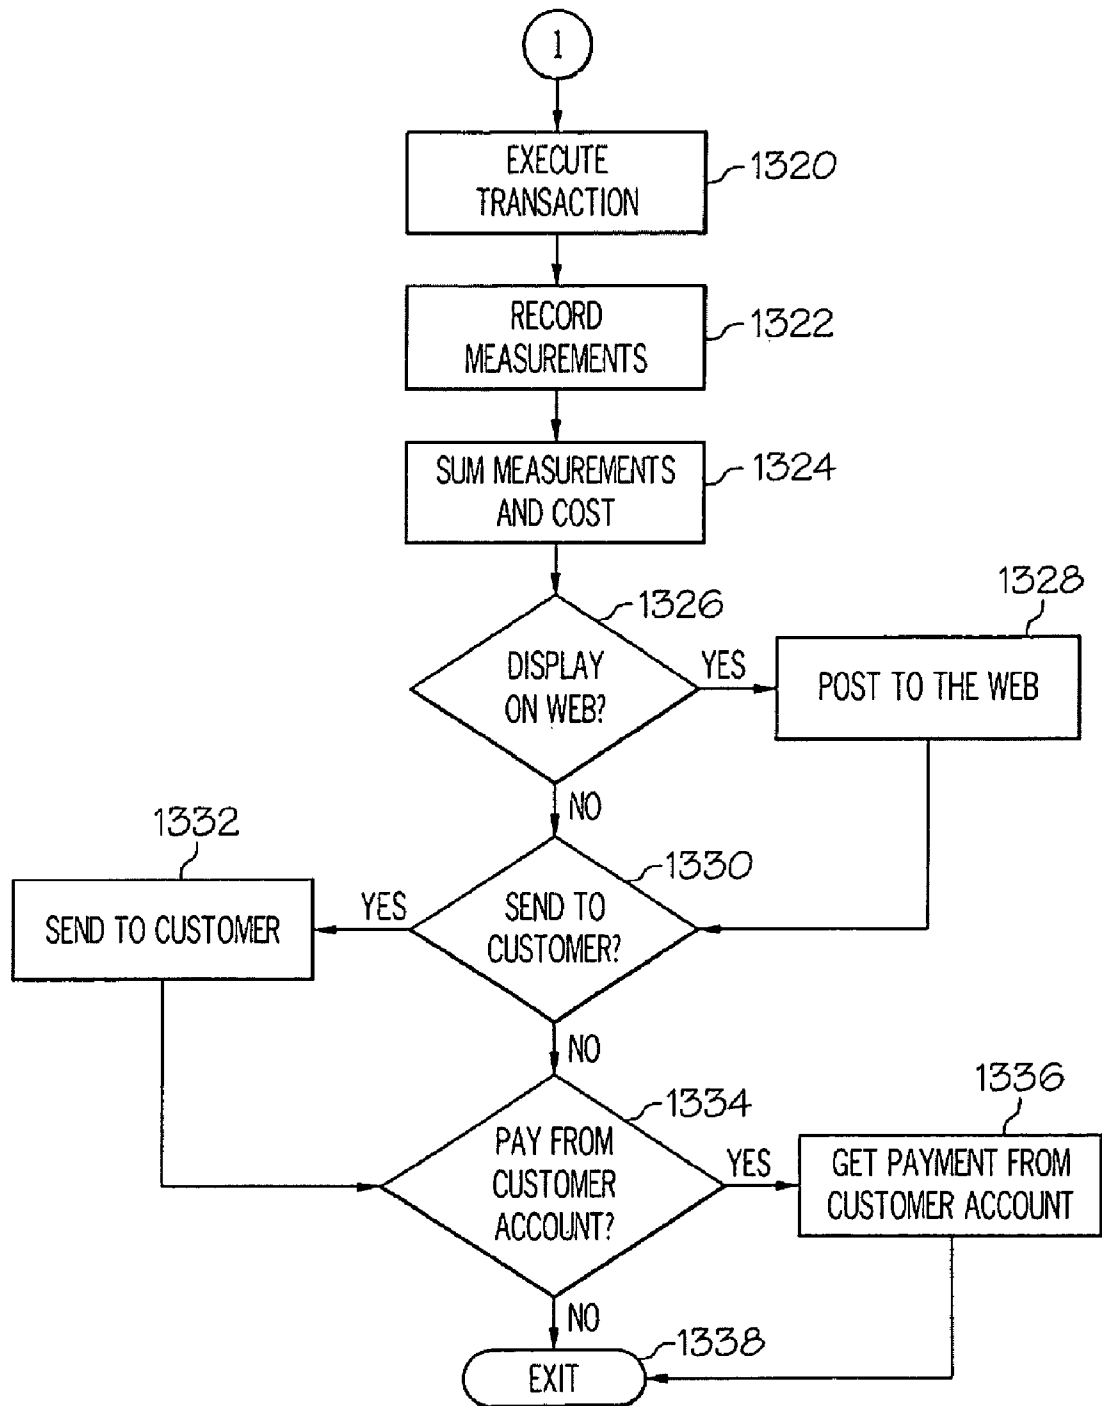 1
EXECUTE
TRANSACTION
1320
RECORD
MEASUREMENTS
1322
SUM MEASUREMENTS
AND COST
1324
1326
DISPLAY
ON WEB?
YES
1328
POST TO THE WEB
NO
1330
SEND TO
CUSTOMER?
YES
1332
SEND TO CUSTOMER
NO
1334
PAY FROM
CUSTOMER
ACCOUNT?
YES
1336
GET PAYMENT FROM
CUSTOMER ACCOUNT
NO
1338
EXIT